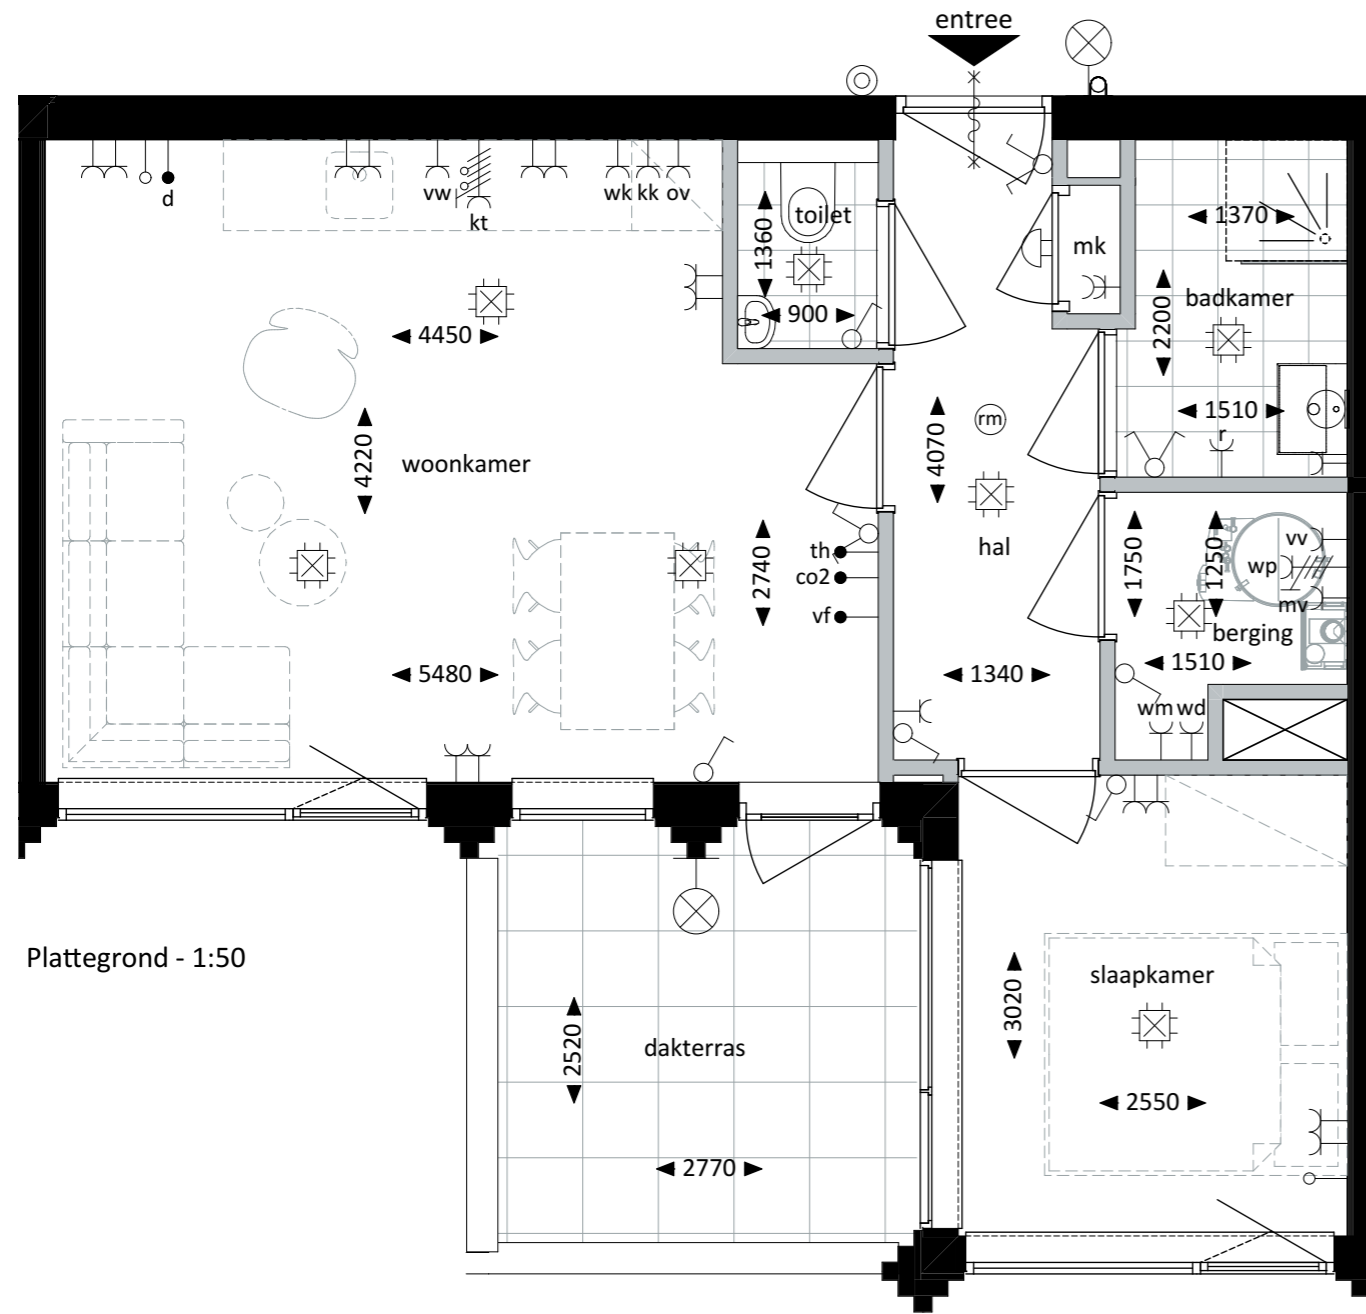 entree
d
vw
kt
wk kk ov
1360
toilet
900
mk
1370
badkamer
2200
1510
r
4450
4220
woonkamer
rm
4070
hal
2740
th
co2
vf
1750
1250
vv
wp
mv
berging
1510
wm wd
5480
1340
Plattegrond - 1:50
2520
dakterras
2770
slaapkamer
3020
2550